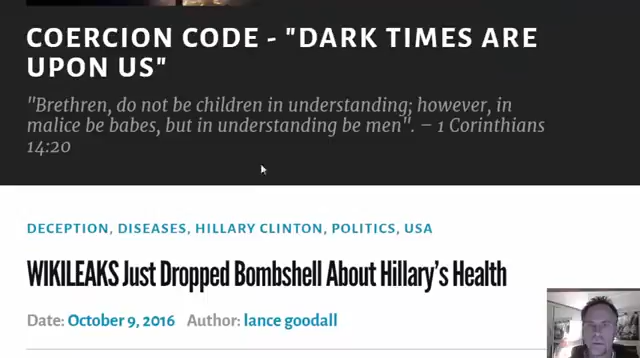 COERCION CODE - "DARK TIMES ARE
UPON US"
"Brethren, do not be children in understanding; however, in
malice be babes, but in understanding be men". – 1 Corinthians
14:20
DECEPTION, DISEASES, HILLARY CLINTON, POLITICS, USA
WIKILEAKS Just Dropped Bombshell About Hillary's Health
Date: October 9, 2016 Author: lance goodall